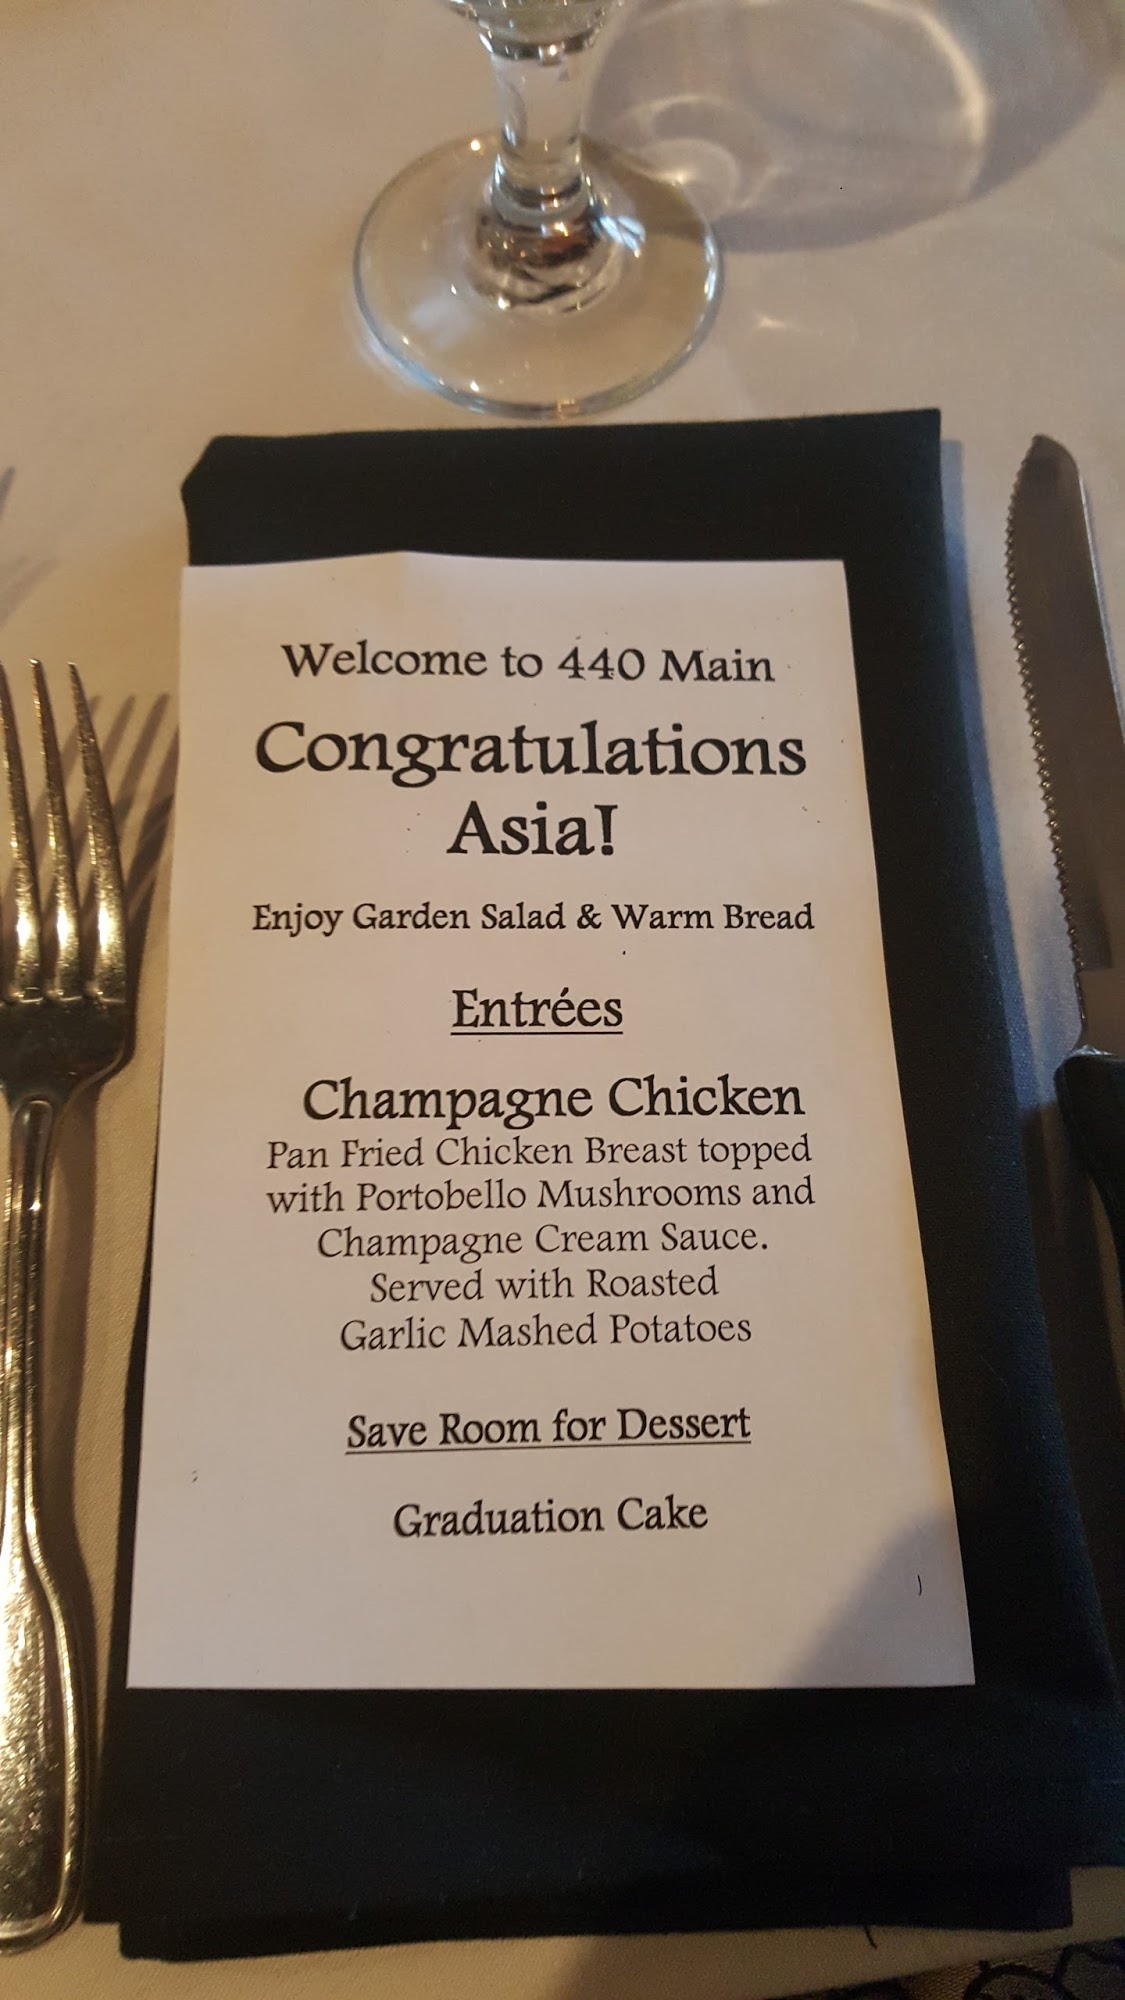 Welcome to 440 Main
Congratulations
Asia!
Enjoy Garden Salad & Warm Bread
Entrées
Champagne Chicken
Pan Fried Chicken Breast topped
with Portobello Mushrooms and
Champagne Cream Sauce.
Served with Roasted
Garlic Mashed Potatoes
Save Room for Dessert
Graduation Cake